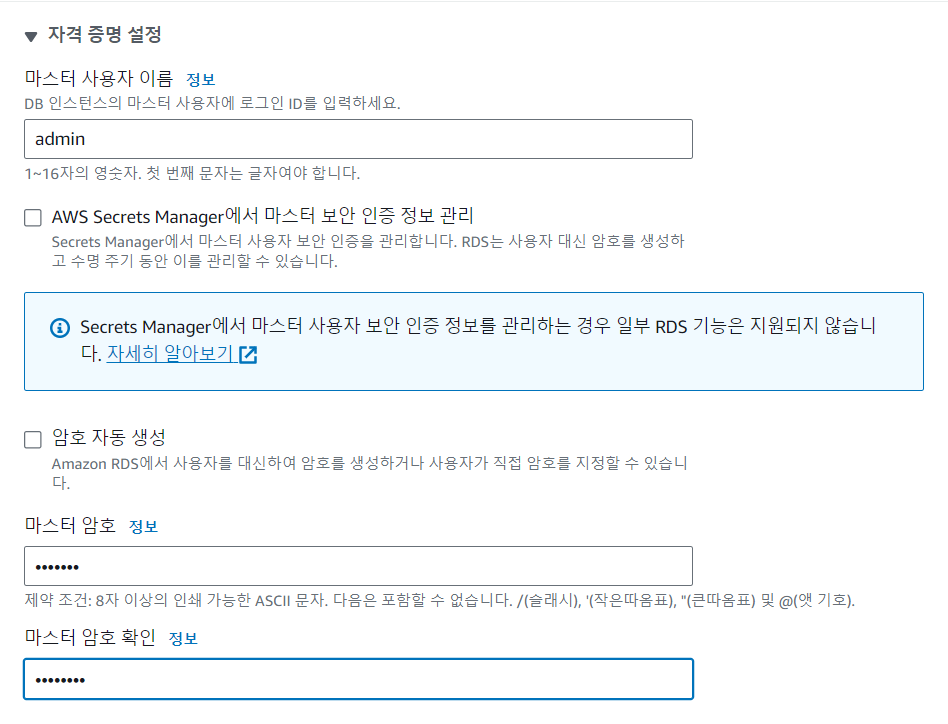 ▼ 자격 증명 설정
마스터 사용자 이름 정보
DB 인스턴스의 마스터 사용자에 로그인 ID를 입력하세요.
admin
1~16자의 영숫자. 첫 번째 문자는 글자여야 합니다.
AWS Secrets Manager에서 마스터 보안 인증 정보 관리
Secrets Manager에서 마스터 사용자 보안 인증을 관리합니다. RDS는 사용자 대신 암호를 생성하
고 수명 주기 동안 이를 관리할 수 있습니다.
Secrets Manager에서 마스터 사용자 보안 인증 정보를 관리하는 경우 일부 RDS 기능은 지원되지 않습니
다. 자세히 알아보기
암호 자동 생성
Amazon RDS에서 사용자를 대신하여 암호를 생성하거나 사용자가 직접 암호를 지정할 수 있습니
다.
마스터 암호 정보
•••••••
제약 조건: 8자 이상의 인쇄 가능한 ASCII 문자. 다음은 포함할 수 없습니다. /(슬래시), '(작은따옴표), "(큰따옴표) 및 @(앳 기호).
마스터 암호 확인 정보
••••••••